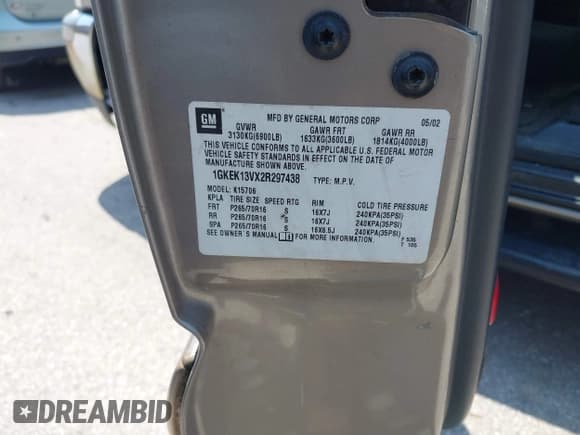 GM
MFD BY GENERAL MOTORS CORP 05/02
GVWR GAWR FRT GAWR RR
3130KG(6900LB) 1633KG(3600LB) 1814KG(4000LB)
THIS VEHICLE CONFORMS TO ALL APPLICABLE U.S. FEDERAL MOTOR
VEHICLE SAFETY STANDARDS IN EFFECT ON THE DATE OF
MANUFACTURE SHOWN ABOVE.
1GKEK13VX2R297438 TYPE: M.P.V.
MODEL: K15706
KPLA TIRE SIZE SPEED RTG RIM COLD TIRE PRESSURE
FRT P265/70R16 S 16X7J 240KPA(35PSI)
RR P265/70R16 S 16X7J 240KPA(35PSI)
SPA P265/70R16 S 16X6.5J 240KPA(35PSI)
SEE OWNER'S MANUAL FOR MORE INFORMATION.
DREAMBID